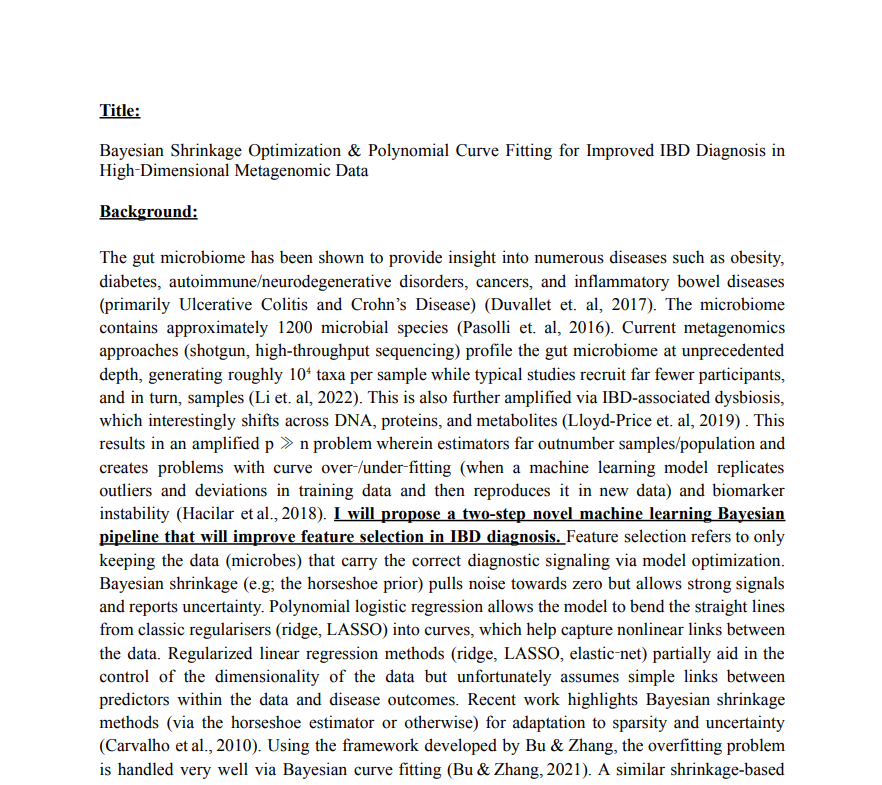 Title:
Bayesian Shrinkage Optimization & Polynomial Curve Fitting for Improved IBD Diagnosis in
High-Dimensional Metagenomic Data
Background:
The gut microbiome has been shown to provide insight into numerous diseases such as obesity,
diabetes, autoimmune/neurodegenerative disorders, cancers, and inflammatory bowel diseases
(primarily Ulcerative Colitis and Crohn’s Disease) (Duvallet et. al, 2017). The microbiome
contains approximately 1200 microbial species (Pasolli et. al, 2016). Current metagenomics
approaches (shotgun, high-throughput sequencing) profile the gut microbiome at unprecedented
depth, generating roughly 10⁴ taxa per sample while typical studies recruit far fewer participants,
and in turn, samples (Li et. al, 2022). This is also further amplified via IBD-associated dysbiosis,
which interestingly shifts across DNA, proteins, and metabolites (Lloyd-Price et. al, 2019) . This
results in an amplified p ≫ n problem wherein estimators far outnumber samples/population and
creates problems with curve over-/under-fitting (when a machine learning model replicates
outliers and deviations in training data and then reproduces it in new data) and biomarker
instability (Hacilar et al., 2018). I will propose a two-step novel machine learning Bayesian
pipeline that will improve feature selection in IBD diagnosis. Feature selection refers to only
keeping the data (microbes) that carry the correct diagnostic signaling via model optimization.
Bayesian shrinkage (e.g; the horseshoe prior) pulls noise towards zero but allows strong signals
and reports uncertainty. Polynomial logistic regression allows the model to bend the straight lines
from classic regularisers (ridge, LASSO) into curves, which help capture nonlinear links between
the data. Regularized linear regression methods (ridge, LASSO, elastic-net) partially aid in the
control of the dimensionality of the data but unfortunately assumes simple links between
predictors within the data and disease outcomes. Recent work highlights Bayesian shrinkage
methods (via the horseshoe estimator or otherwise) for adaptation to sparsity and uncertainty
(Carvalho et al., 2010). Using the framework developed by Bu & Zhang, the overfitting problem
is handled very well via Bayesian curve fitting (Bu & Zhang, 2021). A similar shrinkage-based